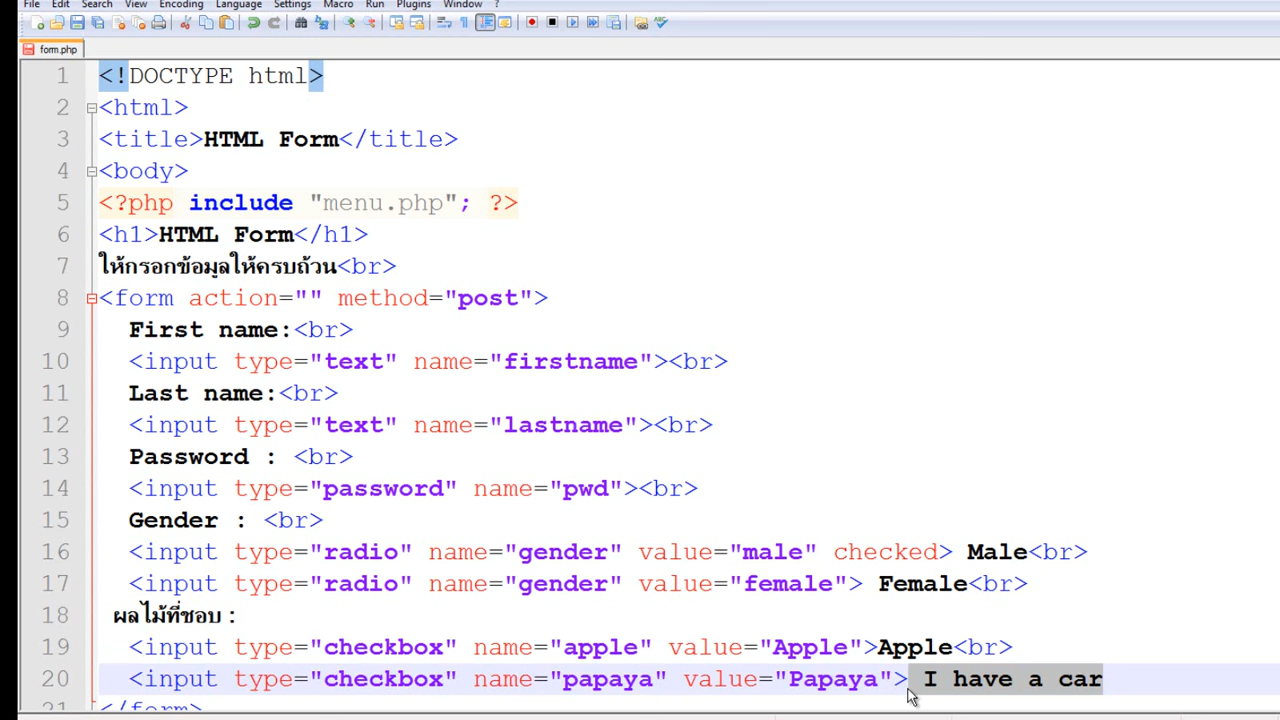 File Edit Search View Encoding Language Settings Macro Run Plugins Window ?
form.php
1 <!DOCTYPE html>
2 <html>
3 <title>HTML Form</title>
4 <body>
5 <?php include "menu.php"; ?>
6 <h1>HTML Form</h1>
7 ให้กรอกข้อมูลให้ครบถ้วน<br>
8 <form action="" method="post">
9 First name:<br>
10 <input type="text" name="firstname"><br>
11 Last name:<br>
12 <input type="text" name="lastname"><br>
13 Password : <br>
14 <input type="password" name="pwd"><br>
15 Gender : <br>
16 <input type="radio" name="gender" value="male" checked> Male<br>
17 <input type="radio" name="gender" value="female"> Female<br>
18 ผลไม้ที่ชอบ :
19 <input type="checkbox" name="apple" value="Apple">Apple<br>
20 <input type="checkbox" name="papaya" value="Papaya"> I have a car
21 </form>